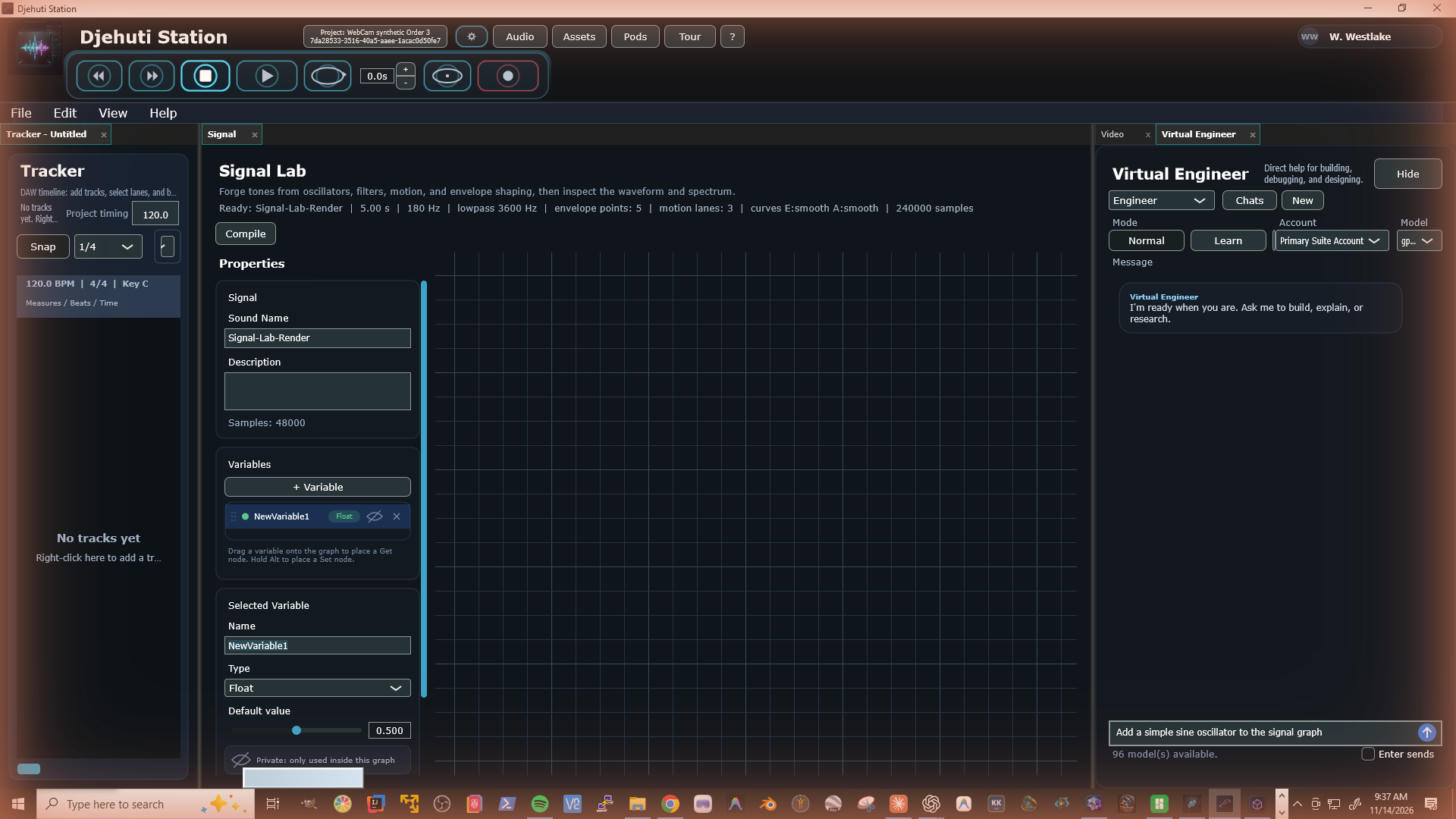 Djehuti Station
Djehuti Station
Project: WebCam synthetic Order 3
7da28533-3516-40a5-aaee-1acac0d50fe7
Audio
Assets
Pods
Tour
?
WW
W. Westlake
0.0s
+
-
File
Edit
View
Help
Tracker - Untitled x
Signal x
Video x
Virtual Engineer x
Tracker
DAW timeline: add tracks, select lanes, and b...
No tracks
yet. Right...
Project timing
120.0
Snap
1/4
120.0 BPM | 4/4 | Key C
Measures / Beats / Time
No tracks yet
Right-click here to add a tr...
Signal Lab
Forge tones from oscillators, filters, motion, and envelope shaping, then inspect the waveform and spectrum.
Ready: Signal-Lab-Render | 5.00 s | 180 Hz | lowpass 3600 Hz | envelope points: 5 | motion lanes: 3 | curves E:smooth A:smooth | 240000 samples
Compile
Properties
Signal
Sound Name
Signal-Lab-Render
Description
Samples: 48000
Variables
+ Variable
NewVariable1
Float
Drag a variable onto the graph to place a Get
node. Hold Alt to place a Set node.
Selected Variable
Name
NewVariable1
Type
Float
Default value
0.500
Private: only used inside this graph
Virtual Engineer
Direct help for building,
debugging, and designing.
Hide
Engineer
Chats
New
Mode
Account
Model
Normal
Learn
Primary Suite Account
gp...
Message
Virtual Engineer
I'm ready when you are. Ask me to build, explain, or
research.
Add a simple sine oscillator to the signal graph
96 model(s) available.
Enter sends
Type here to search
KK
9:37 AM
11/14/2026